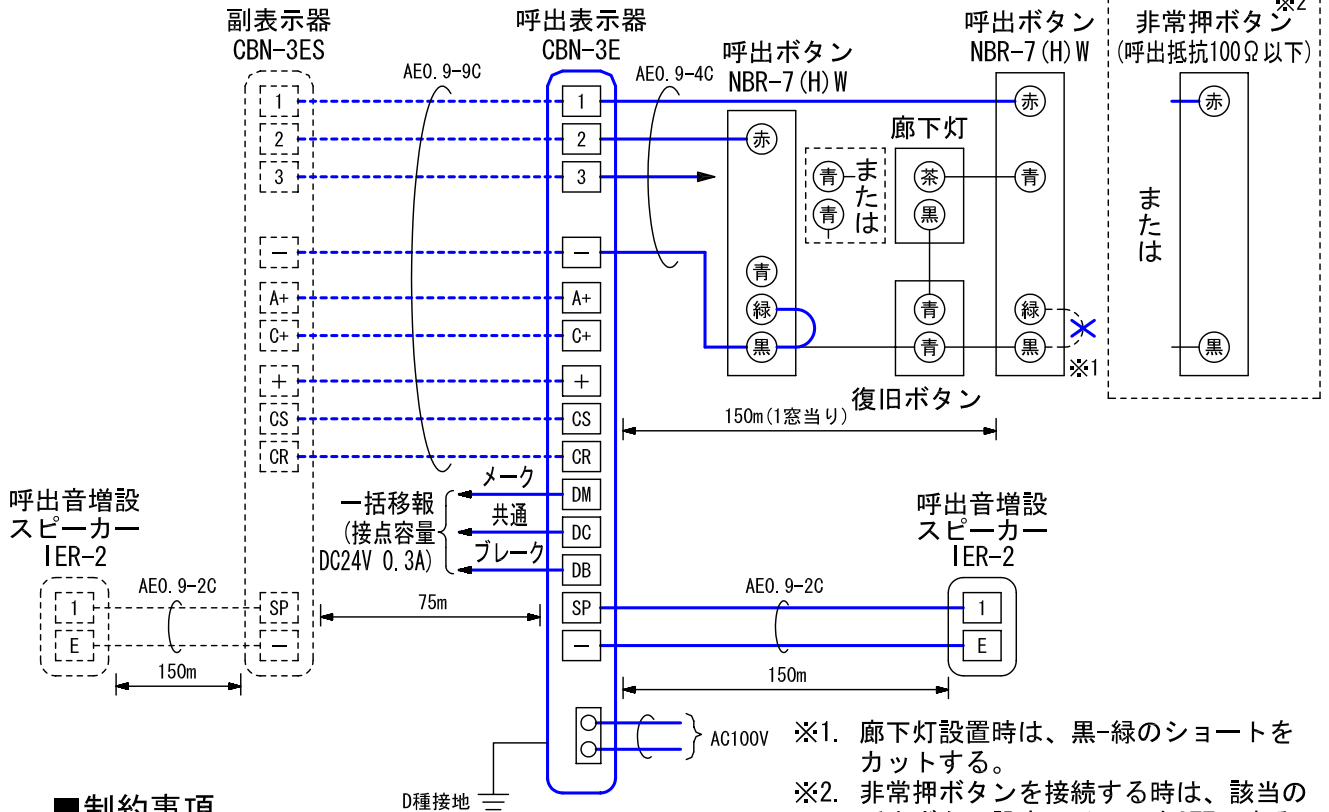 副表示器
CBN-3ES
呼出表示器
CBN-3E
呼出ボタン
NBR-7(H)W
呼出ボタン
NBR-7(H)W
※2
非常押ボタン
(呼出抵抗100Ω以下)
AE0.9-9C
AE0.9-4C
1
2
3
−
A+
C+
+
CS
CR
SP
−
1
2
3
−
A+
C+
+
CS
CR
DM
DC
DB
SP
−
赤
青
緑
黒
青
青
または
廊下灯
茶
黒
青
青
復旧ボタン
赤
青
緑
黒
※1
または
赤
黒
150m(1窓当り)
メーク
共通
ブレーク
一括移報
(接点容量
DC24V 0.3A)
呼出音増設
スピーカー
IER-2
1
E
AE0.9-2C
150m
75m
呼出音増設
スピーカー
IER-2
AE0.9-2C
1
E
150m
AC100V
D種接地
※1. 廊下灯設置時は、黒-緑のショートを
カットする。
※2. 非常押ボタンを接続する時は、該当の
■制約事項